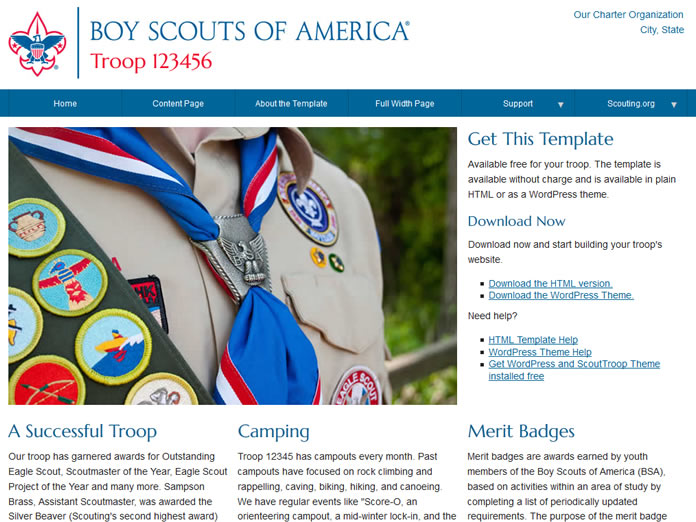 BOY SCOUTS OF AMERICA®
Troop 123456
Our Charter Organization
City, State
Home
Content Page
About the Template
Full Width Page
Support
Scouting.org
EAGLE SCOUT
Get This Template
Available free for your troop. The template is
available without charge and is available in plain
HTML or as a WordPress theme.
Download Now
Download now and start building your troop's
website.
Download the HTML version.
Download the WordPress Theme.
Need help?
HTML Template Help
WordPress Theme Help
Get WordPress and ScoutTroop Theme
installed free
A Successful Troop
Our troop has garnered awards for Outstanding
Eagle Scout, Scoutmaster of the Year, Eagle Scout
Project of the Year and many more. Sampson
Brass, Assistant Scoutmaster, was awarded the
Silver Beaver (Scouting's second highest award)
Camping
Troop 12345 has campouts every month. Past
campouts have focused on rock climbing and
rappelling, caving, biking, hiking, and canoeing.
We have regular events like "Score-O, an
orienteering campout, a mid-winter lock-in, and the
Merit Badges
Merit badges are awards earned by youth
members of the Boy Scouts of America (BSA),
based on activities within an area of study by
completing a list of periodically updated
requirements. The purpose of the merit badge